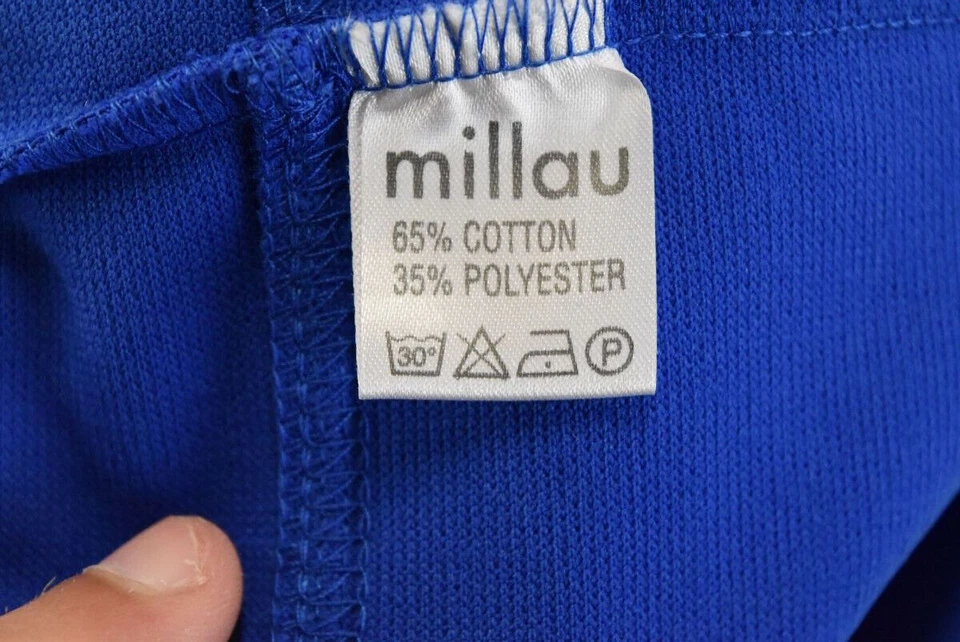 millau
65% COTTON
35% POLYESTER
30° P